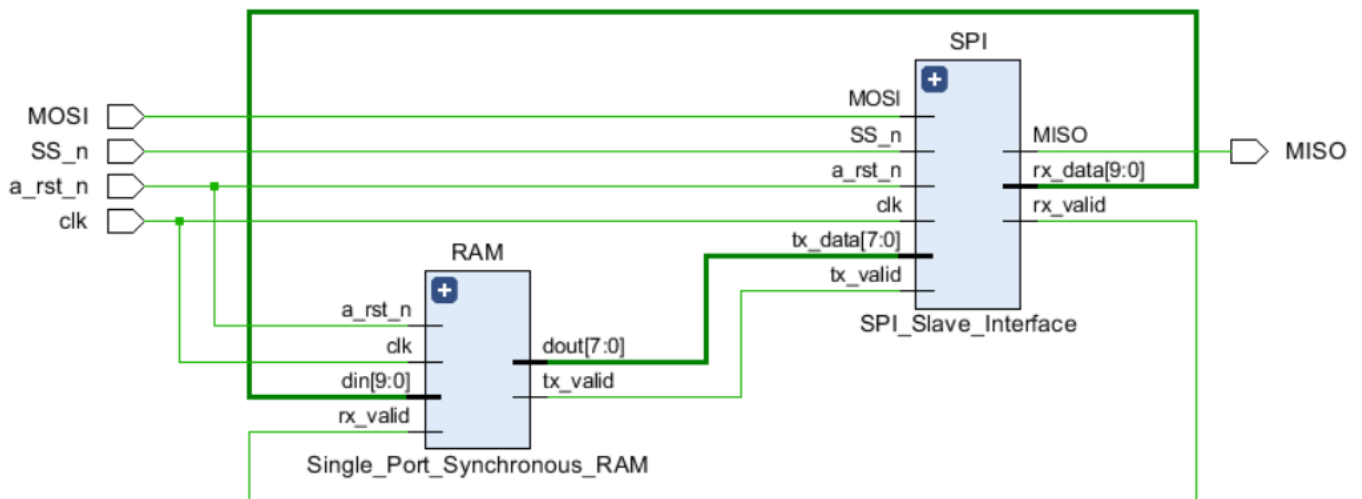 SPI
MOSI
SS_n
a_rst_n
clk
MOSI
SS_n
a_rst_n
clk
tx_data[7:0]
tx_valid
MISO
rx_data[9:0]
rx_valid
MISO
SPI_Slave_Interface
RAM
a_rst_n
clk
din[9:0]
rx_valid
dout[7:0]
tx_valid
Single_Port_Synchronous_RAM